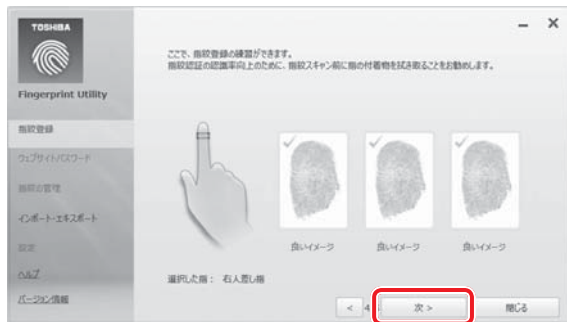 TOSHIBA
Fingerprint Utility
指紋登録
ウェブサイトパスワード
指紋の管理
インポート・エキスポート
設定
ヘルプ
バージョン情報
ここで、指紋登録の練習ができます。
指紋認証の認識率向上のために、指紋スキャン前に指の付着物を拭き取ることをお勧めします。
良いイメージ
良いイメージ
良いイメージ
選択した指： 右人差し指
<
4
次 >
閉じる